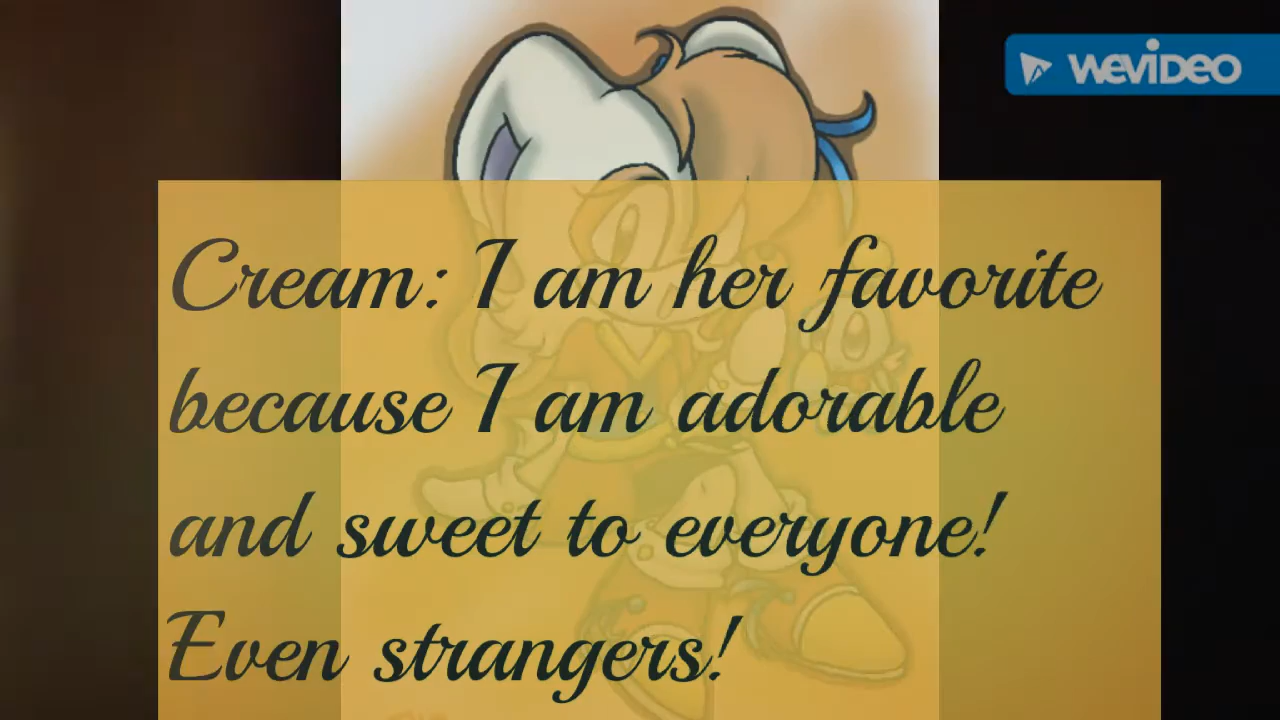 WEVIDEO
Cream: I am her favorite
because I am adorable
and sweet to everyone!
Even strangers!